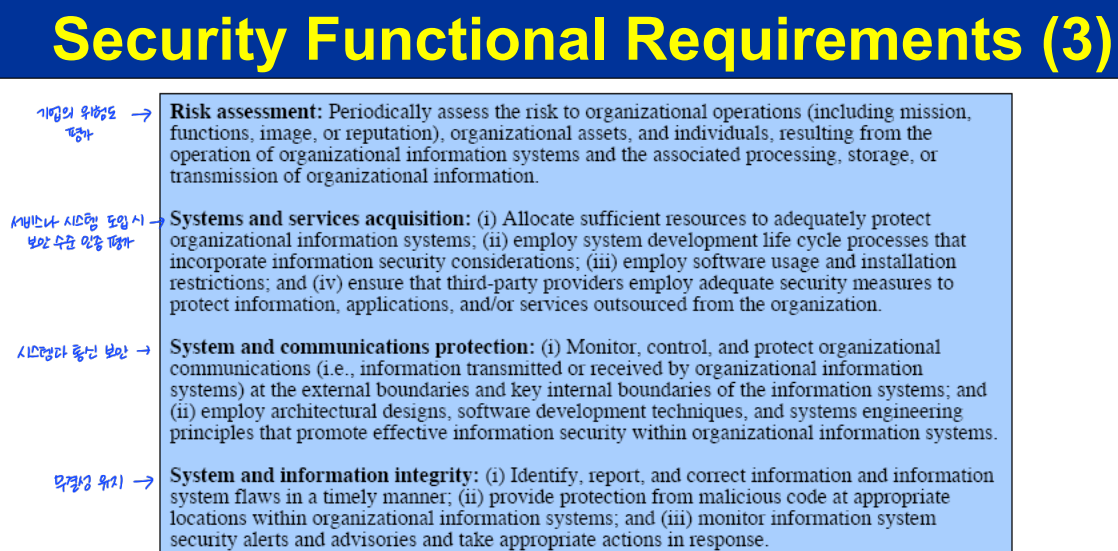 Security Functional Requirements (3)
기업의 위험도 →
평가
Risk assessment: Periodically assess the risk to organizational operations (including mission,
functions, image, or reputation), organizational assets, and individuals, resulting from the
operation of organizational information systems and the associated processing, storage, or
transmission of organizational information.
서비스나 시스템 도입 시 →
보안 수준 인증 평가
Systems and services acquisition: (i) Allocate sufficient resources to adequately protect
organizational information systems; (ii) employ system development life cycle processes that
incorporate information security considerations; (iii) employ software usage and installation
restrictions; and (iv) ensure that third-party providers employ adequate security measures to
protect information, applications, and/or services outsourced from the organization.
시스템과 통신 보안 →
System and communications protection: (i) Monitor, control, and protect organizational
communications (i.e., information transmitted or received by organizational information
systems) at the external boundaries and key internal boundaries of the information systems; and
(ii) employ architectural designs, software development techniques, and systems engineering
principles that promote effective information security within organizational information systems.
무결성 유지 →
System and information integrity: (i) Identify, report, and correct information and information
system flaws in a timely manner; (ii) provide protection from malicious code at appropriate
locations within organizational information systems; and (iii) monitor information system
security alerts and advisories and take appropriate actions in response.